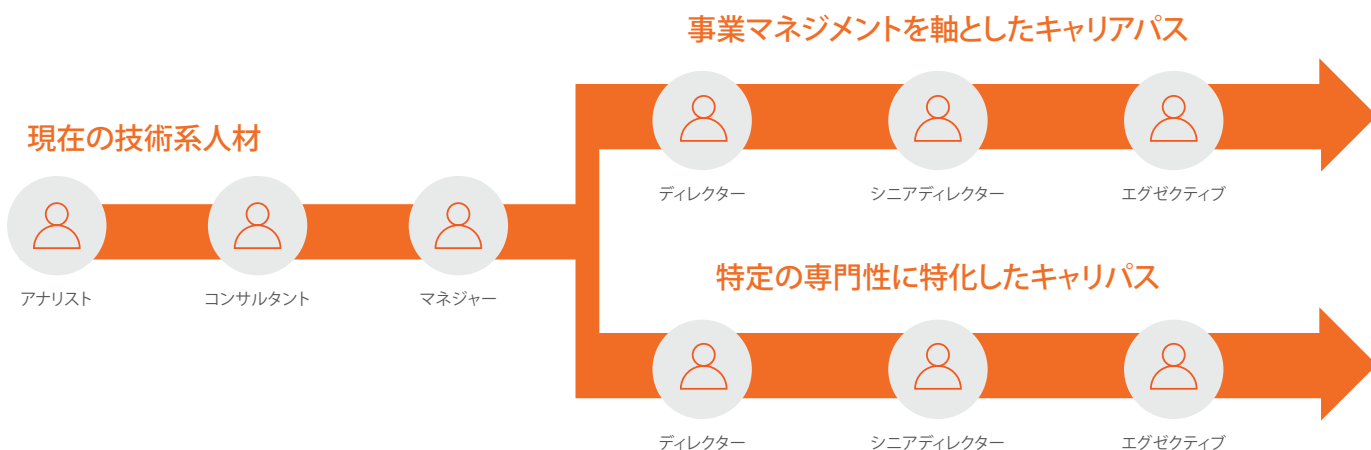 事業マネジメントを軸としたキャリアパス
ディレクター
シニアディレクター
エグゼクティブ
現在の技術系人材
アナリスト
コンサルタント
マネジャー
特定の専門性に特化したキャリパス
ディレクター
シニアディレクター
エグゼクティブ